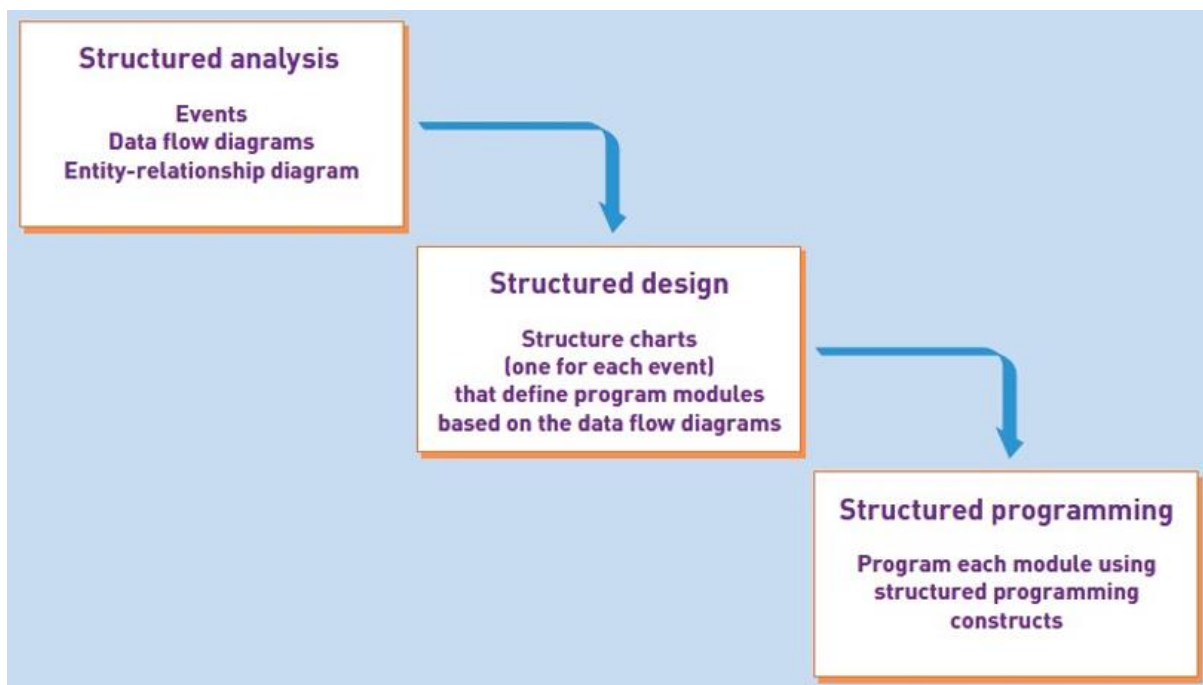 Structured analysis
Events
Data flow diagrams
Entity-relationship diagram
Structured design
Structure charts
(one for each event)
that define program modules
based on the data flow diagrams
Structured programming
Program each module using
structured programming
constructs